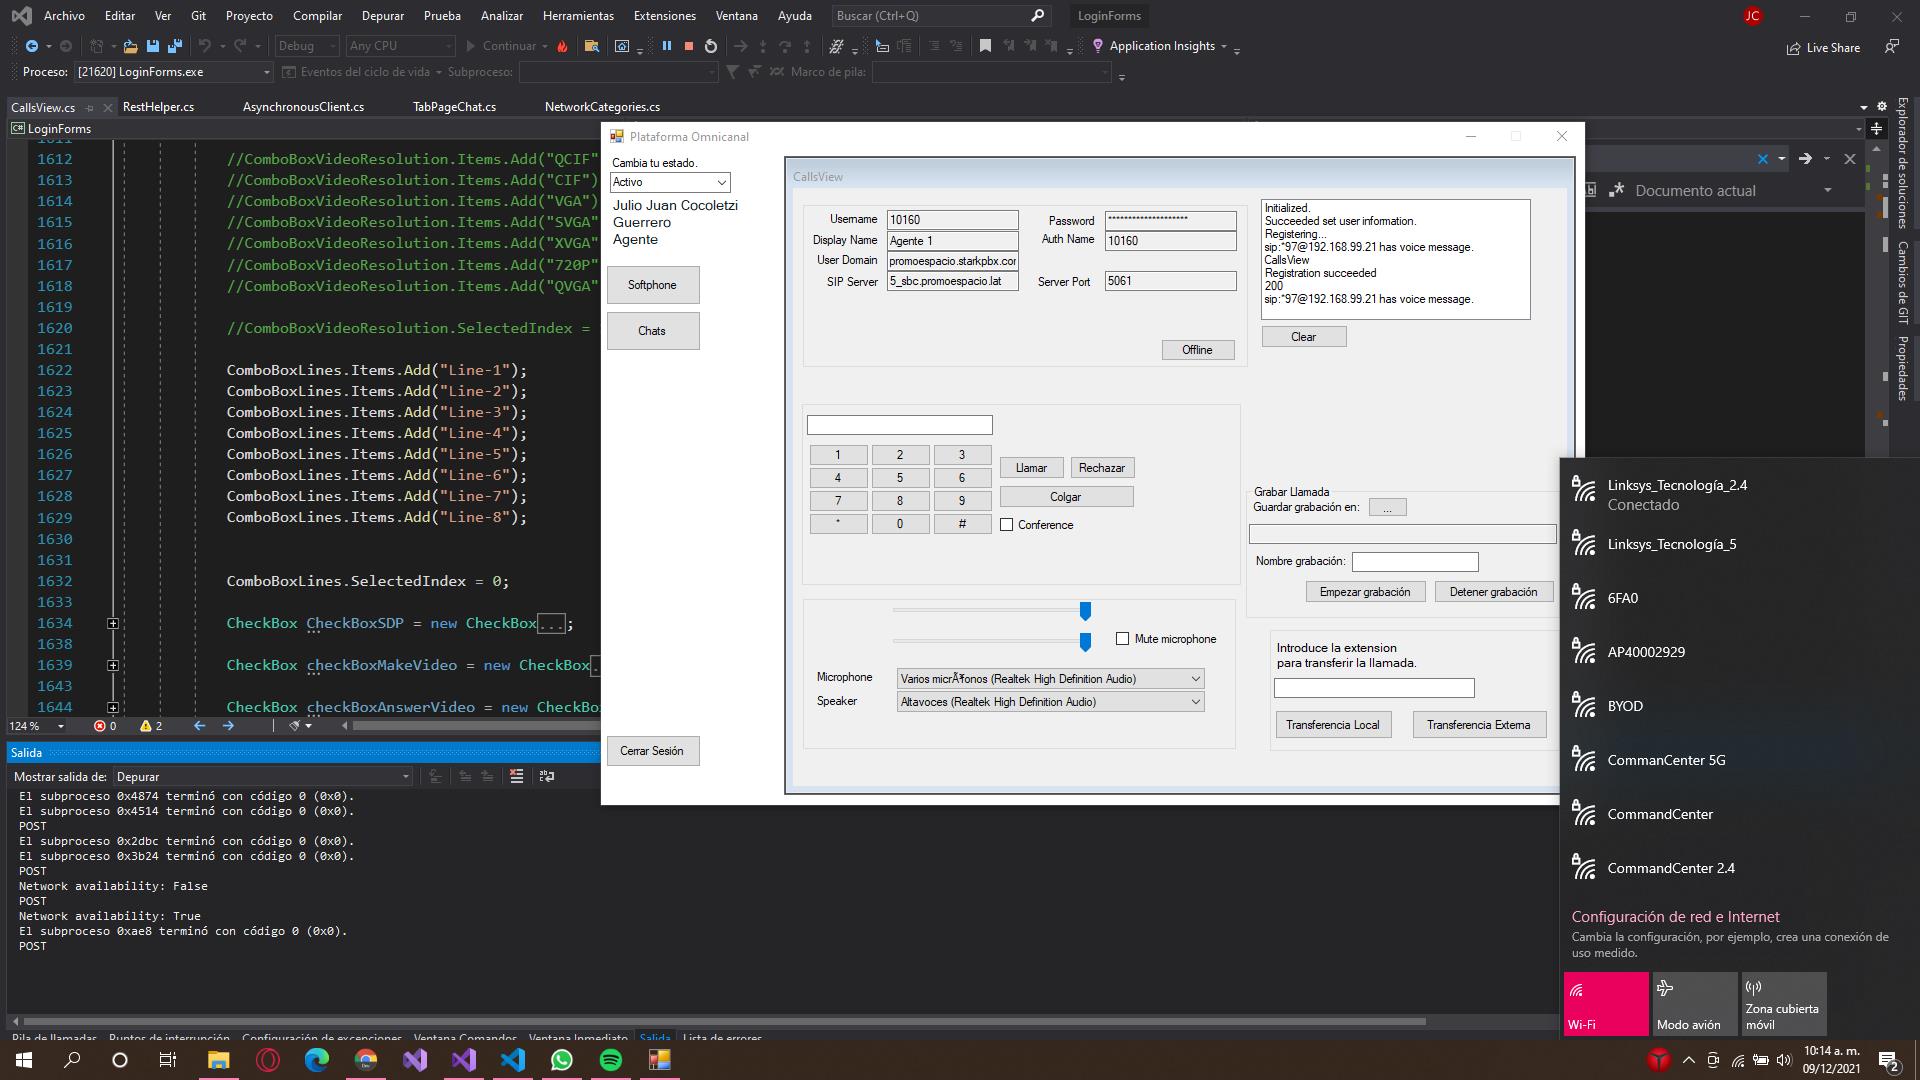 Archivo Editar Ver Git Proyecto Compilar Depurar Prueba Analizar Herramientas Extensiones Ventana Ayuda Buscar (Ctrl+Q) LoginForms JC
Debug Any CPU Continuar Application Insights Live Share
Proceso: [21620] LoginForms.exe Eventos del ciclo de vida Subproceso: Marco de pila:
CallsView.cs RestHelper.cs AsynchronousClient.cs TabPageChat.cs NetworkCategories.cs
LoginForms
1612 //ComboBoxVideoResolution.Items.Add("QCIF"
1613 //ComboBoxVideoResolution.Items.Add("CIF")
1614 //ComboBoxVideoResolution.Items.Add("VGA")
1615 //ComboBoxVideoResolution.Items.Add("SVGA"
1616 //ComboBoxVideoResolution.Items.Add("XVGA"
1617 //ComboBoxVideoResolution.Items.Add("720P"
1618 //ComboBoxVideoResolution.Items.Add("QVGA"
1619
1620 //ComboBoxVideoResolution.SelectedIndex =
1621
1622 ComboBoxLines.Items.Add("Line-1");
1623 ComboBoxLines.Items.Add("Line-2");
1624 ComboBoxLines.Items.Add("Line-3");
1625 ComboBoxLines.Items.Add("Line-4");
1626 ComboBoxLines.Items.Add("Line-5");
1627 ComboBoxLines.Items.Add("Line-6");
1628 ComboBoxLines.Items.Add("Line-7");
1629 ComboBoxLines.Items.Add("Line-8");
1630
1631
1632 ComboBoxLines.SelectedIndex = 0;
1633
1634 CheckBox CheckBoxSDP = new CheckBox...;
1638
1639 CheckBox checkBoxMakeVideo = new CheckBox
1643
1644 CheckBox checkBoxAnswerVideo = new CheckBo
124 % 0 2
Salida
Mostrar salida de: Depurar
El subproceso 0x4874 terminó con código 0 (0x0).
El subproceso 0x4514 terminó con código 0 (0x0).
POST
El subproceso 0x2dbc terminó con código 0 (0x0).
El subproceso 0x3b24 terminó con código 0 (0x0).
POST
Network availability: False
POST
Network availability: True
El subproceso 0xae8 terminó con código 0 (0x0).
POST
Pila de llamadas Puntos de interrupción Configuración de excepciones Ventana Comandos Ventana Inmediato Salida Lista de errores
Plataforma Omnicanal
Cambia tu estado.
Activo
Julio Juan Cocoletzi
Guerrero
Agente
Softphone
Chats
Cerrar Sesión
CallsView
Username 10160 Password ********************
Display Name Agente 1 Auth Name 10160
User Domain promoespacio.starkpbx.cor
SIP Server 5_sbc.promoespacio.lat Server Port 5061
Offline
Initialized.
Succeeded set user information.
Registering...
sip:*97@192.168.99.21 has voice message.
CallsView
Registration succeeded
200
sip:*97@192.168.99.21 has voice message.
Clear
1 2 3
4 5 6
7 8 9
* 0 #
Llamar Rechazar
Colgar
Conference
Mute microphone
Microphone Varios micrÃ³fonos (Realtek High Definition Audio)
Speaker Altavoces (Realtek High Definition Audio)
Grabar Llamada
Guardar grabación en: ...
Nombre grabación:
Empezar grabación Detener grabación
Introduce la extension
para transferir la llamada.
Transferencia Local Transferencia Externa
Documento actual
Explorador de soluciones
Cambios de GIT
Propiedades
Linksys_Tecnología_2.4
Conectado
Linksys_Tecnología_5
6FA0
AP40002929
BYOD
CommanCenter 5G
CommandCenter
CommandCenter 2.4
Configuración de red e Internet
Cambia la configuración, por ejemplo, crea una conexión de
uso medido.
Wi-Fi
Modo avión
Zona cubierta
móvil
10:14 a. m.
09/12/2021
2